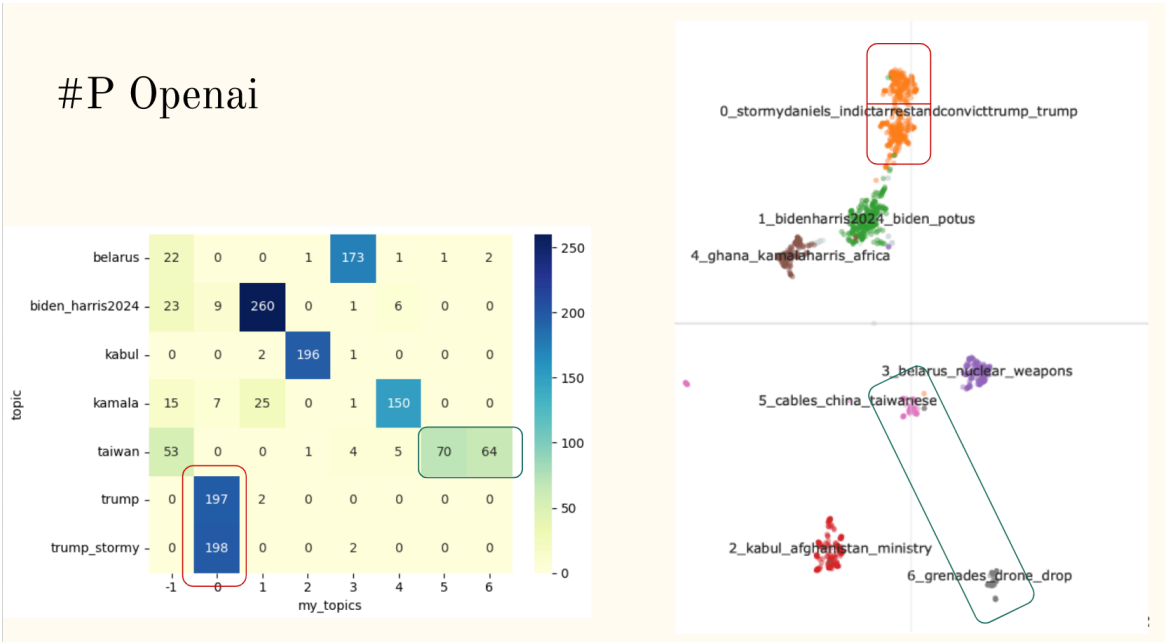 #P Openai
0_stormydaniels_indictarrestandconvicttrump_trump
1_bidenharris2024_biden_potus
4_ghana_kamalaharris_africa
3_belarus_nuclear_weapons
5_cables_china_taiwanese
2_kabul_afghanistan_ministry
6_grenades_drone_drop
topic
belarus 22 0 0 1 173 1 1 2
biden_harris2024 23 9 260 0 1 6 0 0
kabul 0 0 2 196 1 0 0 0
kamala 15 7 25 0 1 150 0 0
taiwan 53 0 0 1 4 5 70 64
trump 0 197 2 0 0 0 0 0
trump_stormy 0 198 0 0 2 0 0 0
-1 0 1 2 3 4 5 6
my_topics
250
200
150
100
50
0